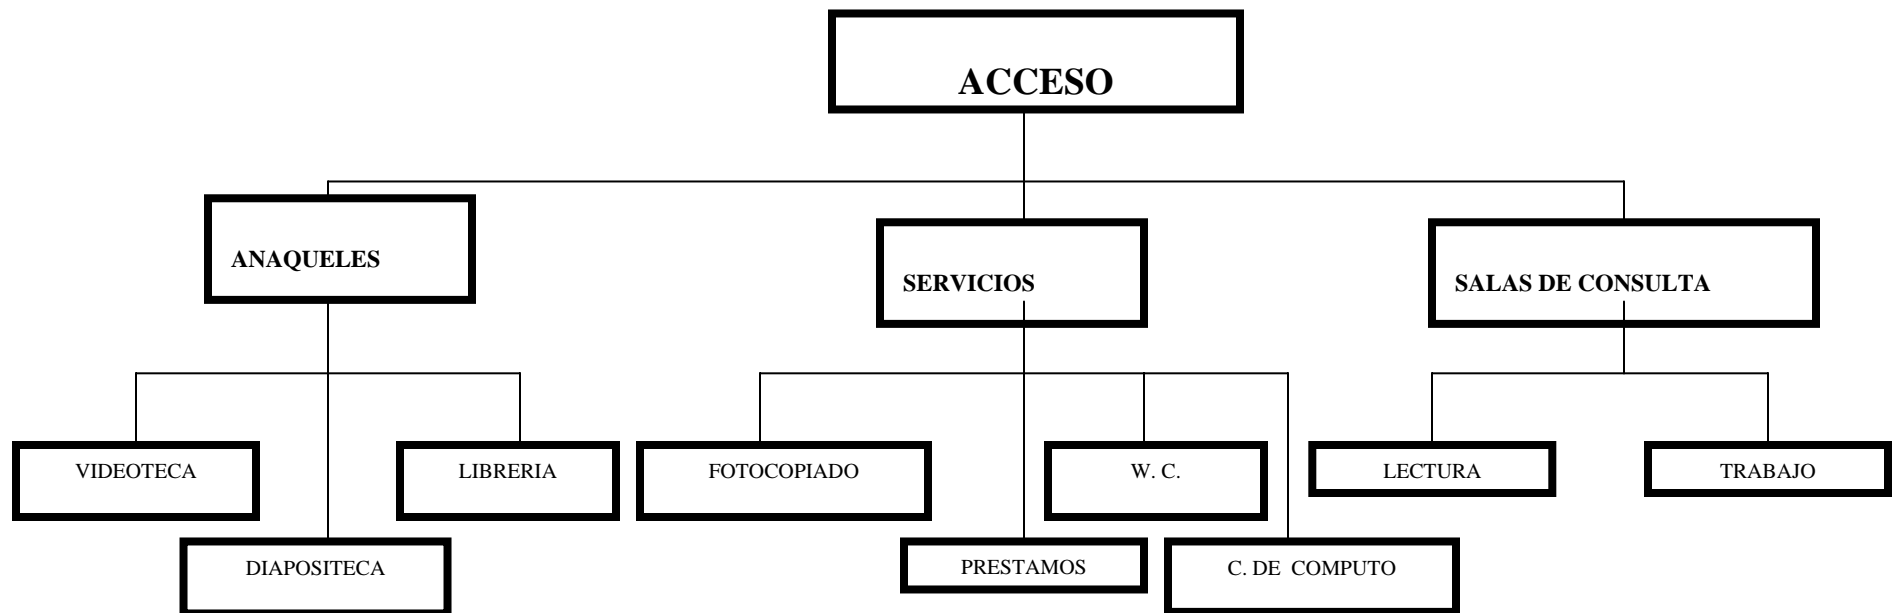 ACCESO
ANAQUELES
SERVICIOS
SALAS DE CONSULTA
VIDEOTECA
LIBRERIA
FOTOCOPIADO
W. C.
LECTURA
TRABAJO
DIAPOSITECA
PRESTAMOS
C. DE COMPUTO